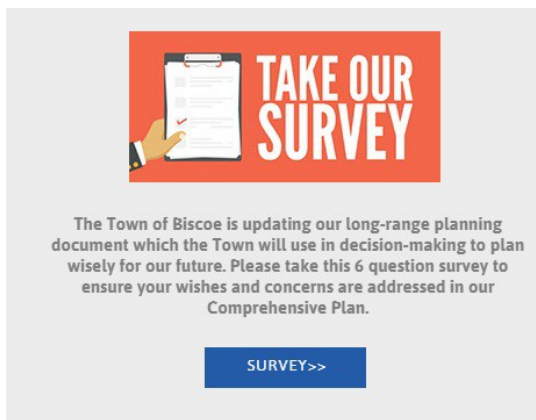 TAKE OUR
SURVEY
The Town of Biscoe is updating our long-range planning
document which the Town will use in decision-making to plan
wisely for our future. Please take this 6 question survey to
ensure your wishes and concerns are addressed in our
Comprehensive Plan.
SURVEY>>